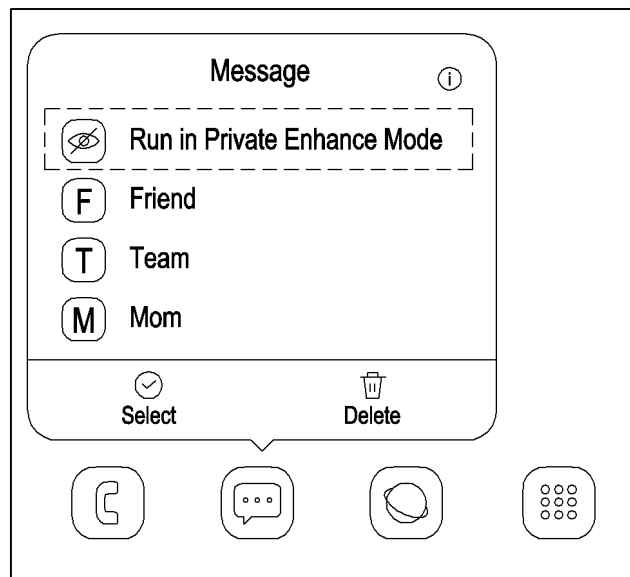 Message
Run in Private Enhance Mode
F Friend
T Team
M Mom
Select Delete